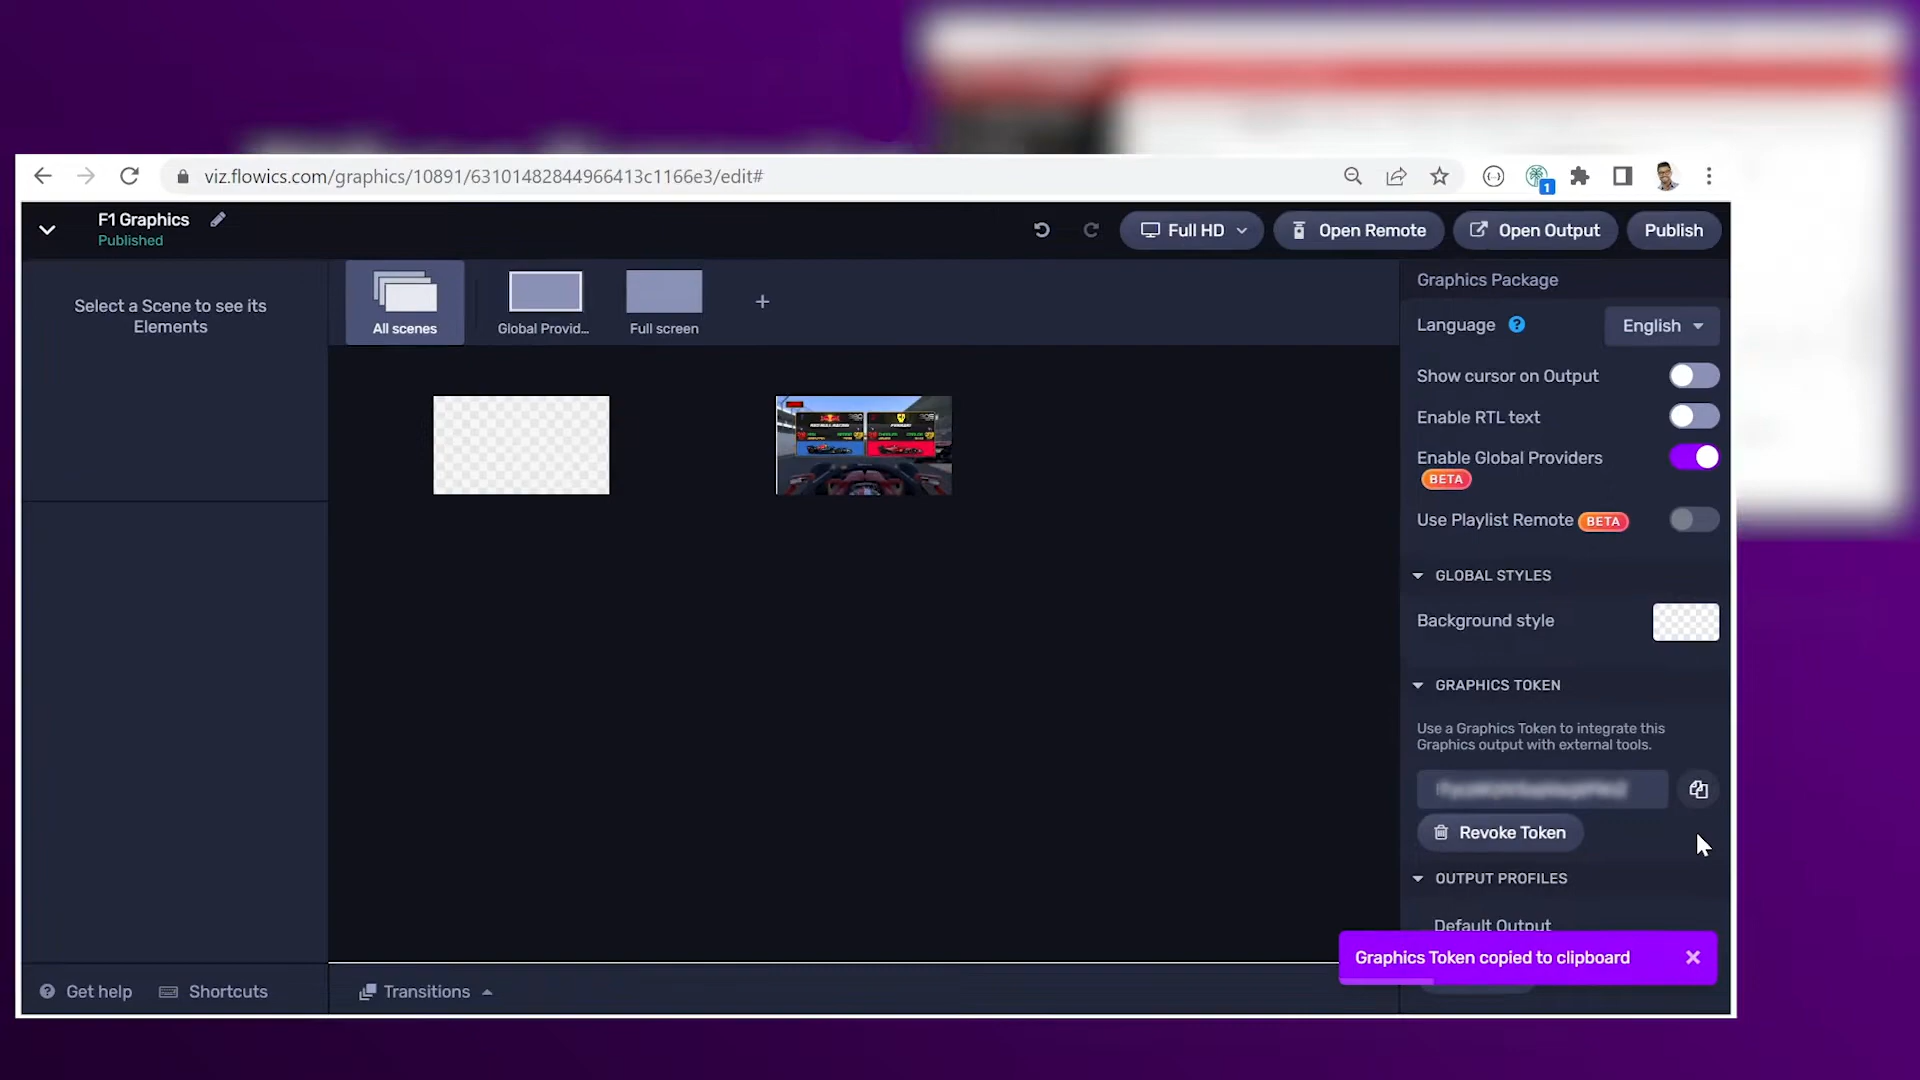 viz.flowics.com/graphics/10891/63101482844966413c1166e3/edit#
1
F1 Graphics
Published
Full HD
Open Remote
Open Output
Publish
Select a Scene to see its
Elements
All scenes
Global Provid...
Full screen
+
Graphics Package
Language
English
Show cursor on Output
Enable RTL text
Enable Global Providers
BETA
Use Playlist Remote BETA
GLOBAL STYLES
Background style
GRAPHICS TOKEN
Use a Graphics Token to integrate this
Graphics output with external tools.
Revoke Token
OUTPUT PROFILES
Default Output
Graphics Token copied to clipboard
Get help
Shortcuts
Transitions